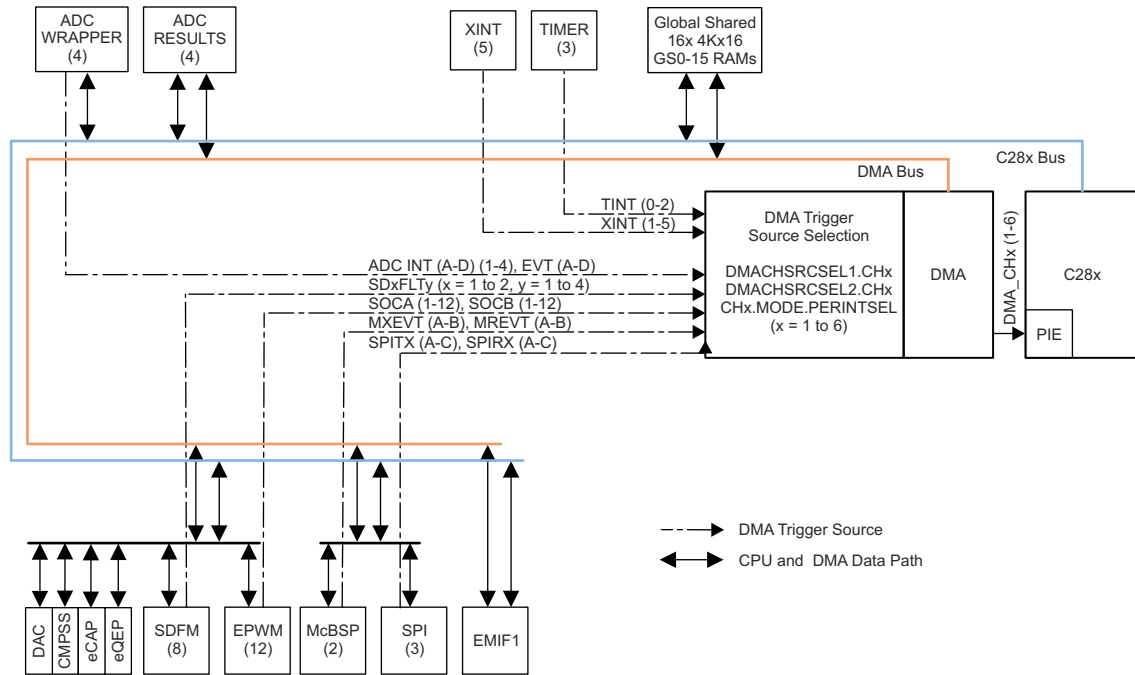 ADC
WRAPPER
(4)
ADC
RESULTS
(4)
XINT
(5)
TIMER
(3)
Global Shared
16x 4Kx16
GS0-15 RAMs
C28x Bus
DMA Bus
TINT (0-2)
XINT (1-5)
ADC INT (A-D) (1-4), EVT (A-D)
SDxFLTy (x = 1 to 2, y = 1 to 4)
SOCA (1-12), SOCB (1-12)
MXEVT (A-B), MREVT (A-B)
SPITX (A-C), SPIRX (A-C)
DMA Trigger
Source Selection
DMACHSRCSEL1.CHx
DMACHSRCSEL2.CHx
CHx.MODE.PERINTSEL
(x = 1 to 6)
DMA
DMA_CHx (1-6)
C28x
PIE
DMA Trigger Source
CPU and DMA Data Path
DAC
CMPSS
eCAP
eQEP
SDFM
(8)
EPWM
(12)
McBSP
(2)
SPI
(3)
EMIF1